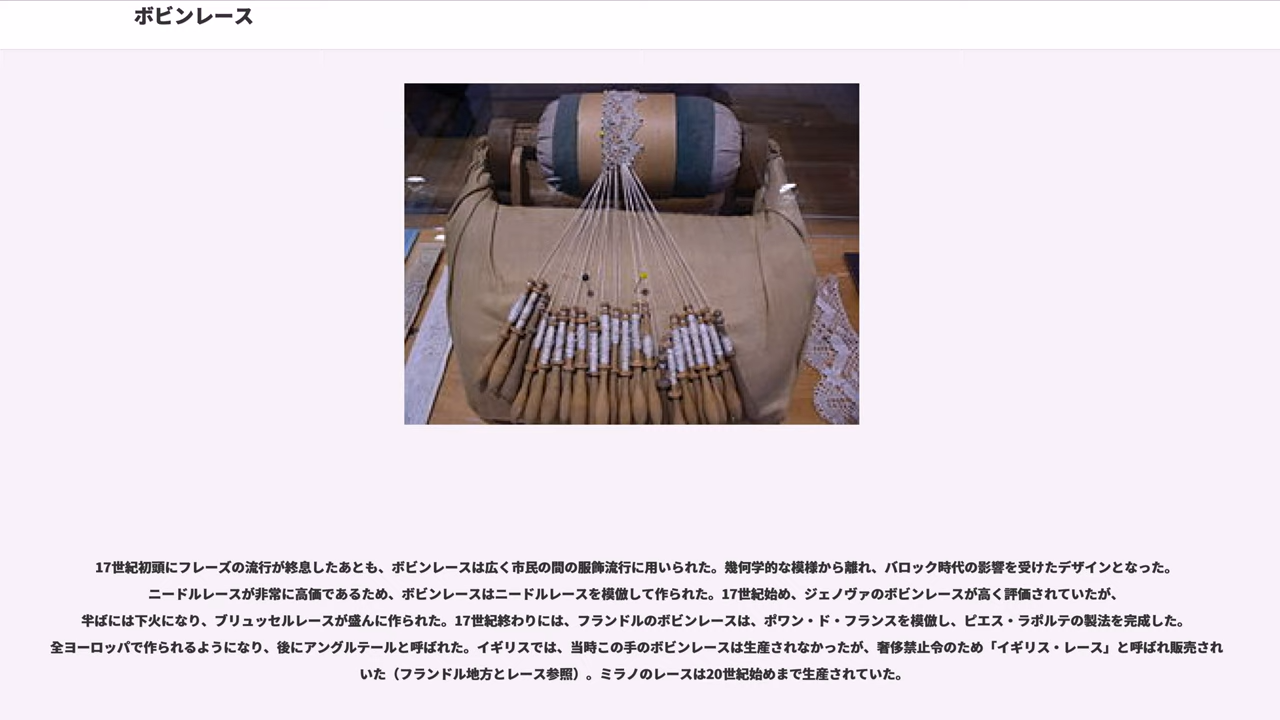 ボビンレース
17世紀初頭にフレーズの流行が終息したあとも、ボビンレースは広く市民の間の服飾流行に用いられた。幾何学的な模様から離れ、バロック時代の影響を受けたデザインとなった。
ニードルレースが非常に高価であるため、ボビンレースはニードルレースを模倣して作られた。17世紀始め、ジェノヴァのボビンレースが高く評価されていたが、
半ばには下火になり、ブリュッセルレースが盛んに作られた。17世紀終わりには、フランドルのボビンレースは、ポワン・ド・フランスを模倣し、ピエス・ラポルテの製法を完成した。
全ヨーロッパで作られるようになり、後にアングルテールと呼ばれた。イギリスでは、当時この手のボビンレースは生産されなかったが、奢侈禁止令のため「イギリス・レース」と呼ばれ販売され
いた（フランドル地方とレース参照）。ミラノのレースは20世紀始めまで生産されていた。